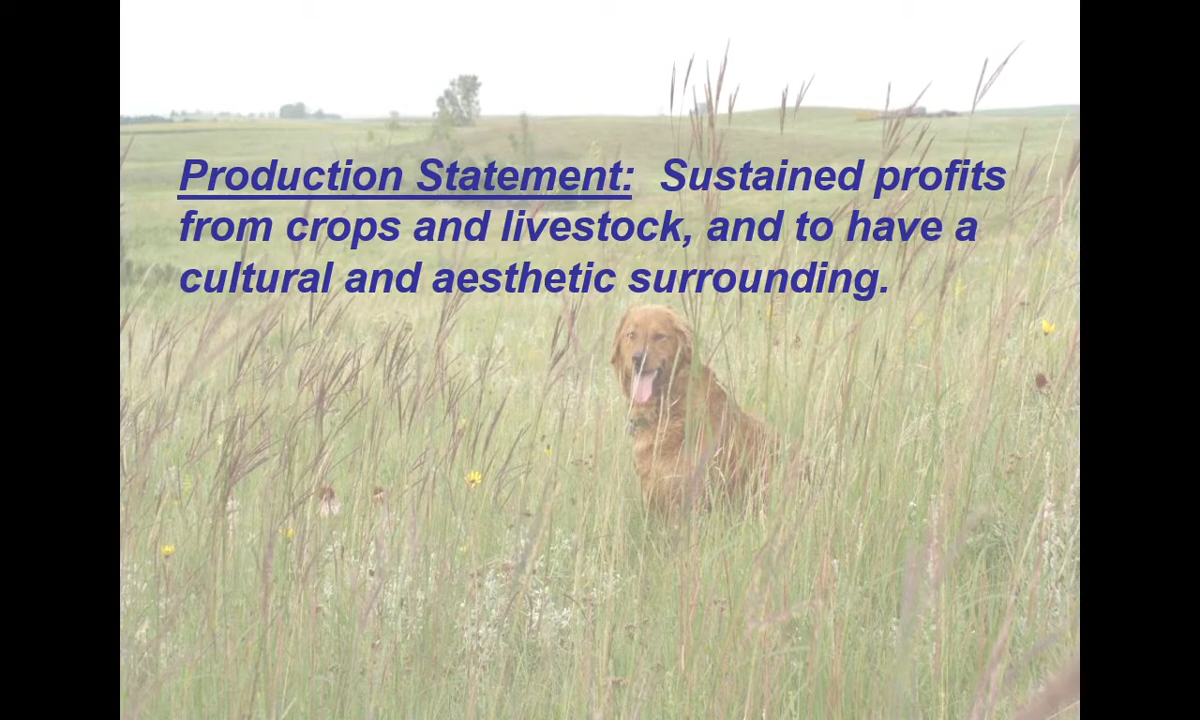 Production Statement: Sustained profits
from crops and livestock, and to have a
cultural and aesthetic surrounding.